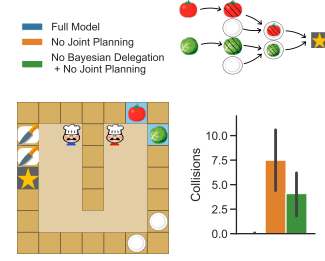 Full Model
No Joint Planning
No Bayesian Delegation
+ No Joint Planning
Collisions
10.0
7.5
5.0
2.5
0.0